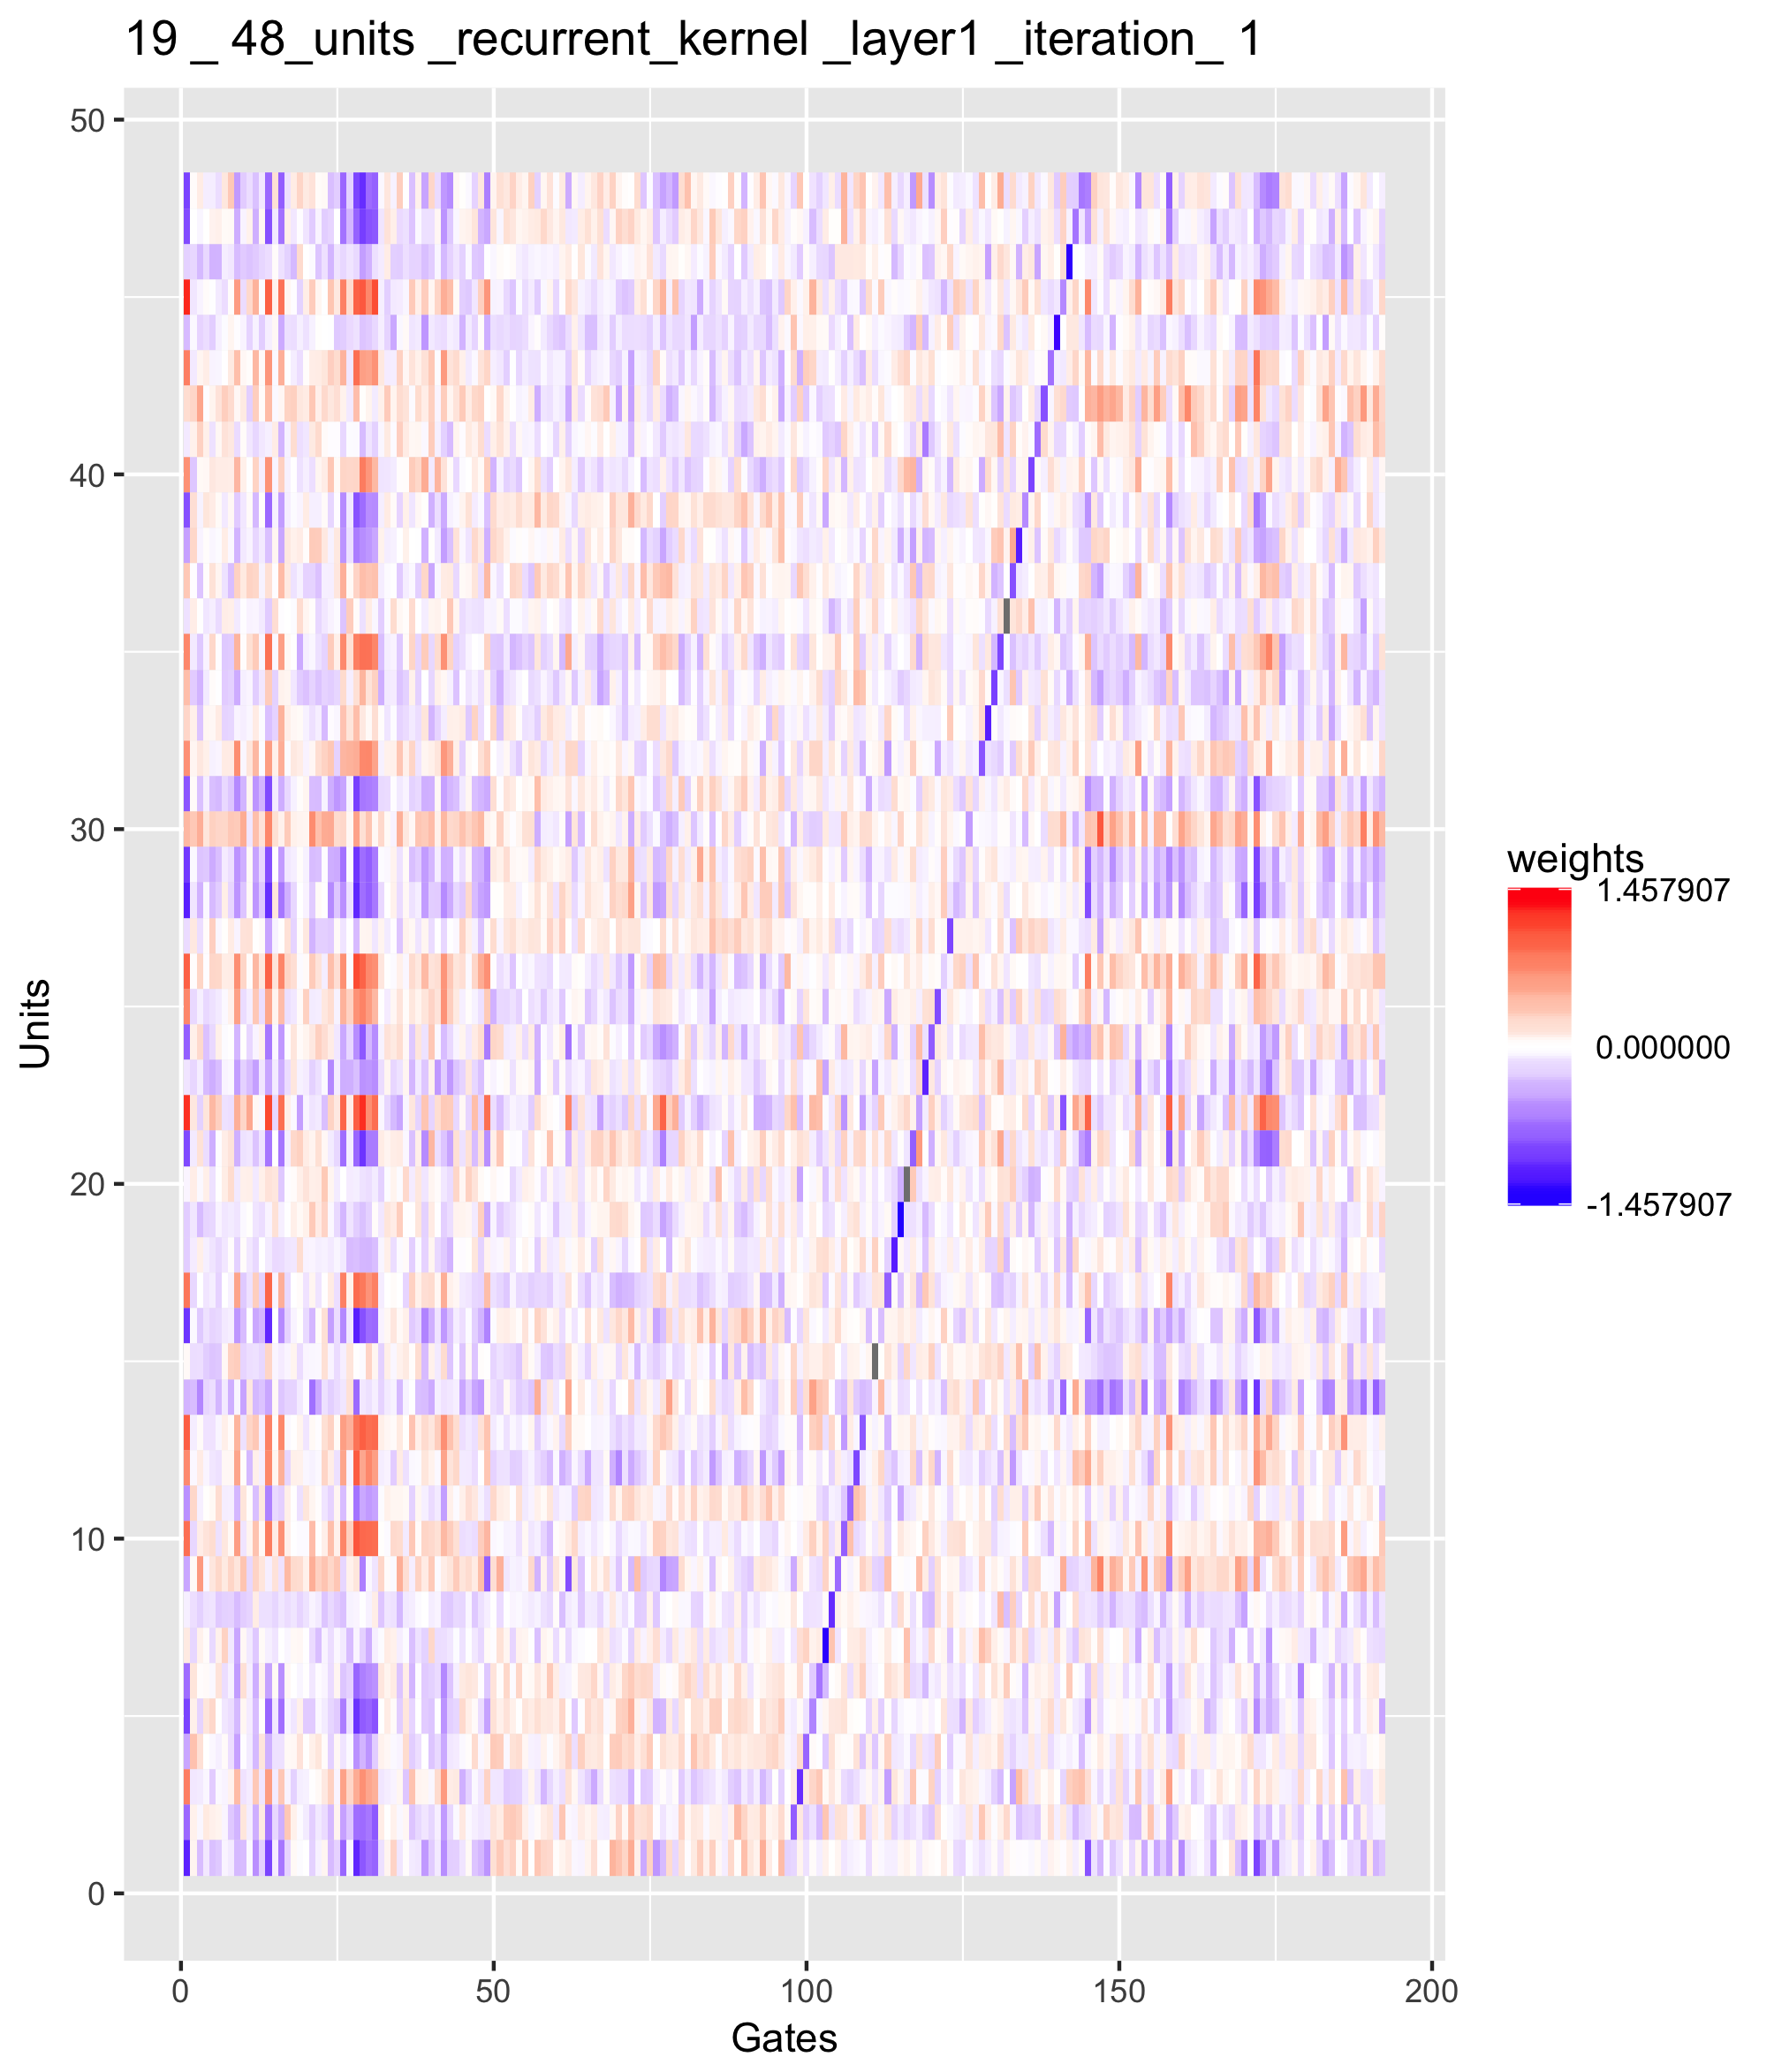 19 _ 48_units _recurrent_kernel _layer1 _iteration_ 1
50
40
30
20
10
0
Units
0 50 100 150 200
Gates
weights
1.457907
0.000000
-1.457907